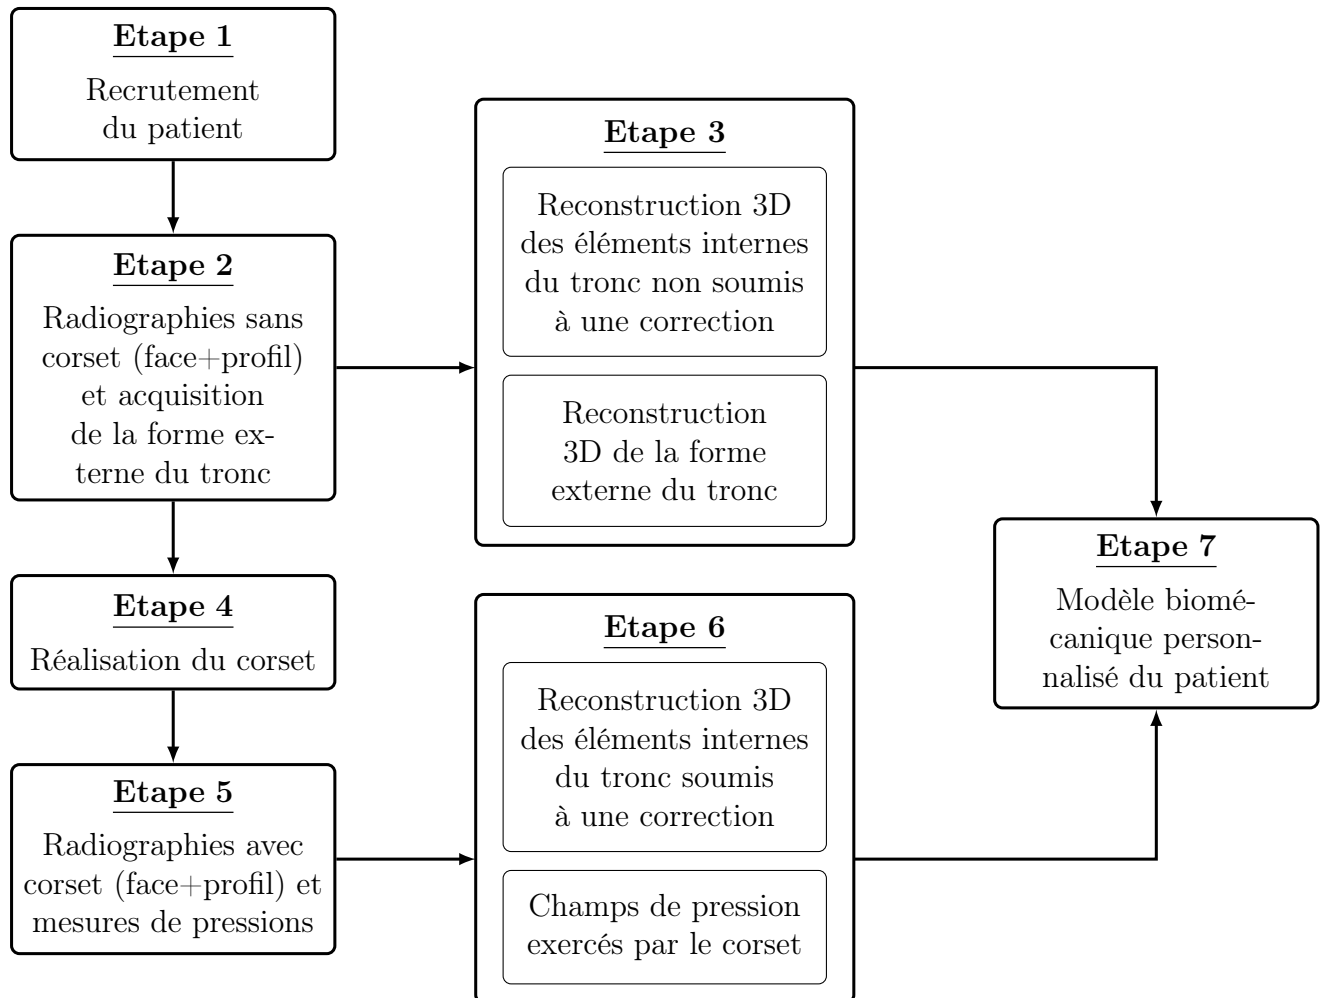 Etape 1
Recrutement
du patient
Etape 2
Radiographies sans
corset (face+profil)
et acquisition
de la forme ex-
terne du tronc
Etape 3
Reconstruction 3D
des éléments internes
du tronc non soumis
à une correction
Reconstruction
3D de la forme
externe du tronc
Etape 4
Réalisation du corset
Etape 5
Radiographies avec
corset (face+profil) et
mesures de pressions
Etape 6
Reconstruction 3D
des éléments internes
du tronc soumis
à une correction
Champs de pression
exercés par le corset
Etape 7
Modèle biomé-
canique person-
nalisé du patient